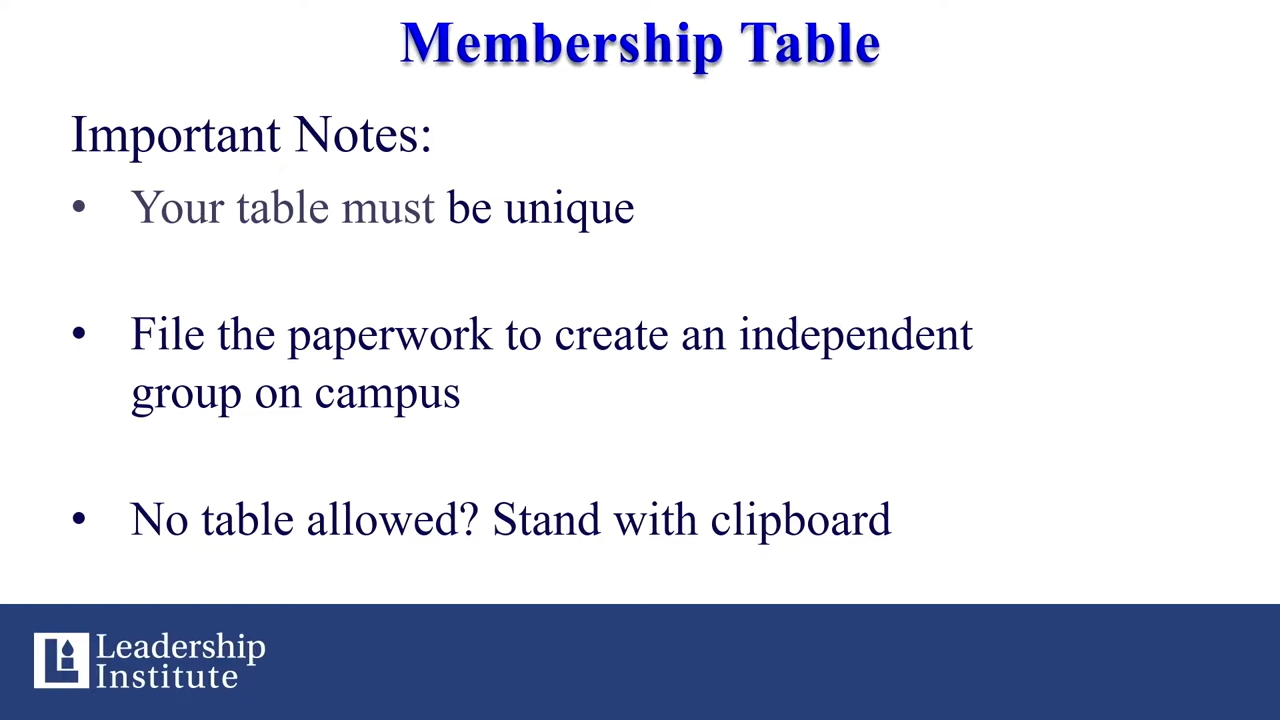 Membership Table
Important Notes:
• Your table must be unique
• File the paperwork to create an independent
group on campus
• No table allowed? Stand with clipboard
Leadership
Institute